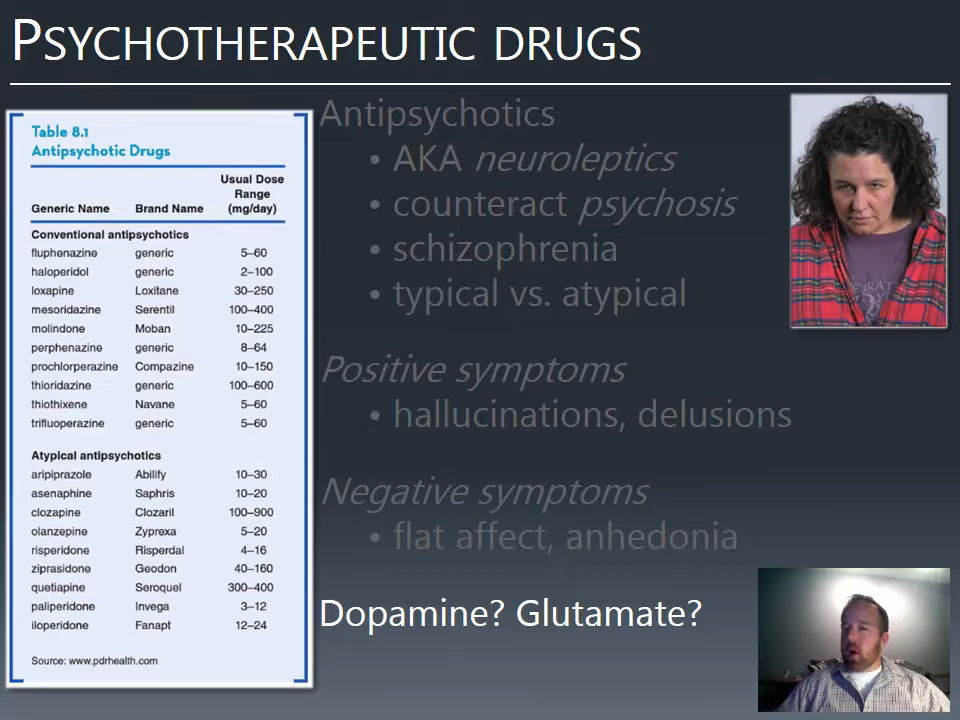 PSYCHOTHERAPEUTIC DRUGS
Table 8.1
Antipsychotic Drugs
Generic Name Brand Name Usual Dose Range (mg/day)
Conventional antipsychotics
fluphenazine generic 5–60
haloperidol generic 2–100
loxapine Loxitane 30–250
mesoridazine Serentil 100–400
molindone Moban 10–225
perphenazine generic 8–64
prochlorperazine Compazine 10–150
thioridazine generic 100–600
thiothixene Navane 5–60
trifluoperazine generic 5–60
Atypical antipsychotics
aripiprazole Abilify 10–30
asenaphine Saphris 10–20
clozapine Clozaril 100–900
olanzepine Zyprexa 5–20
risperidone Risperdal 4–16
ziprasidone Geodon 40–160
quetiapine Seroquel 300–400
paliperidone Invega 3–12
iloperidone Fanapt 12–24
Source: www.pdrhealth.com
Antipsychotics
• AKA neuroleptics
• counteract psychosis
• schizophrenia
• typical vs. atypical
Positive symptoms
• hallucinations, delusions
Negative symptoms
• flat affect, anhedonia
Dopamine? Glutamate?